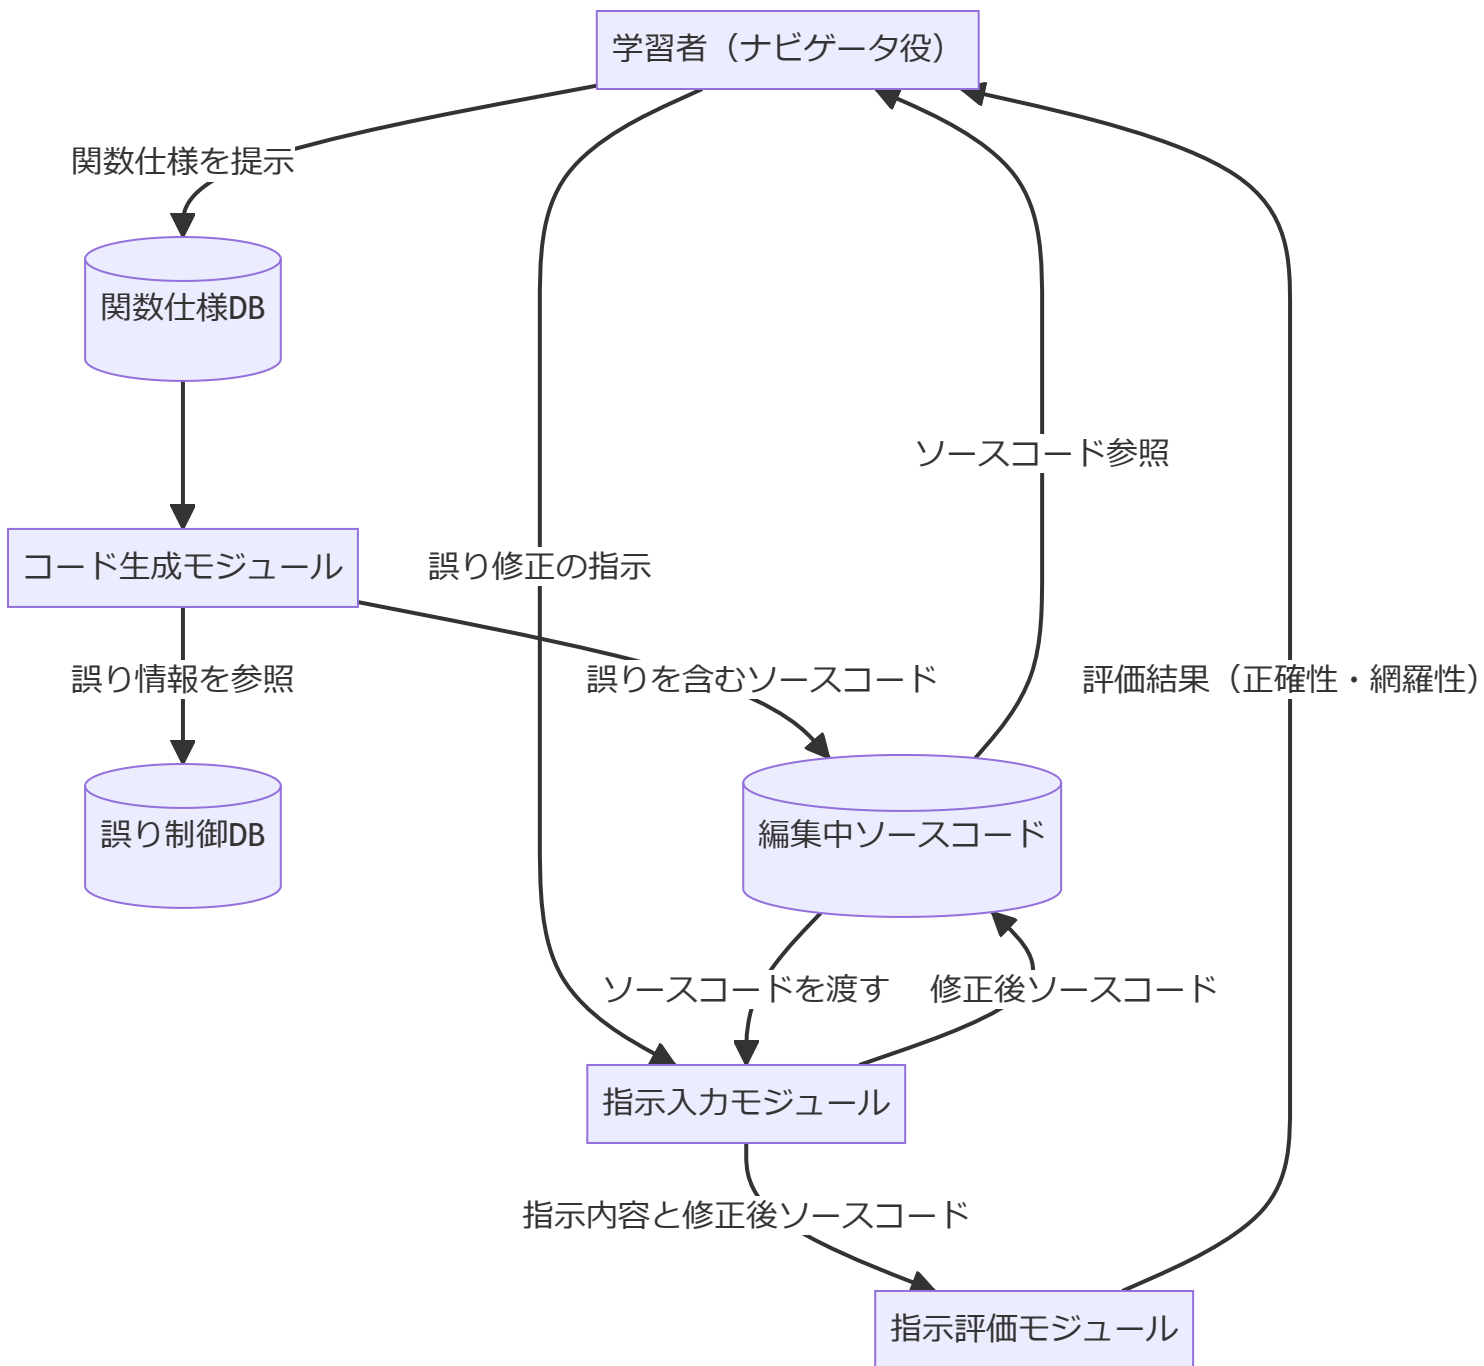 学習者（ナビゲータ役）
関数仕様を提示
関数仕様DB
ソースコード参照
コード生成モジュール
誤り修正の指示
誤り情報を参照
誤りを含むソースコード
評価結果（正確性・網羅性）
誤り制御DB
編集中ソースコード
ソースコードを渡す
修正後ソースコード
指示入力モジュール
指示内容と修正後ソースコード
指示評価モジュール